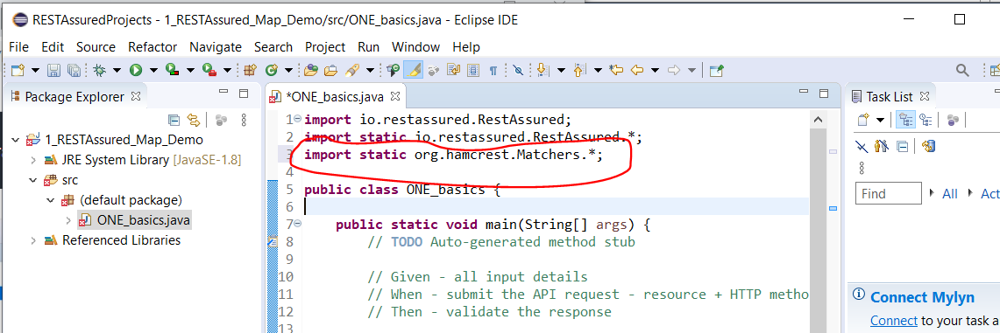 RESTAssuredProjects - 1_RESTAssured_Map_Demo/src/ONE_basics.java - Eclipse IDE
File Edit Source Refactor Navigate Search Project Run Window Help
Package Explorer
1_RESTAssured_Map_Demo
JRE System Library [JavaSE-1.8]
src
(default package)
ONE_basics.java
Referenced Libraries
*ONE_basics.java
1 import io.restassured.RestAssured;
2 import static io.restassured.RestAssured.*;
3 import static org.hamcrest.Matchers.*;
4
5 public class ONE_basics {
6
7 public static void main(String[] args) {
8 // TODO Auto-generated method stub
9
10 // Given - all input details
11 // When - submit the API request - resource + HTTP metho
12 // Then - validate the response
13
Task List
Find All Act
Connect Mylyn
Connect to your task a